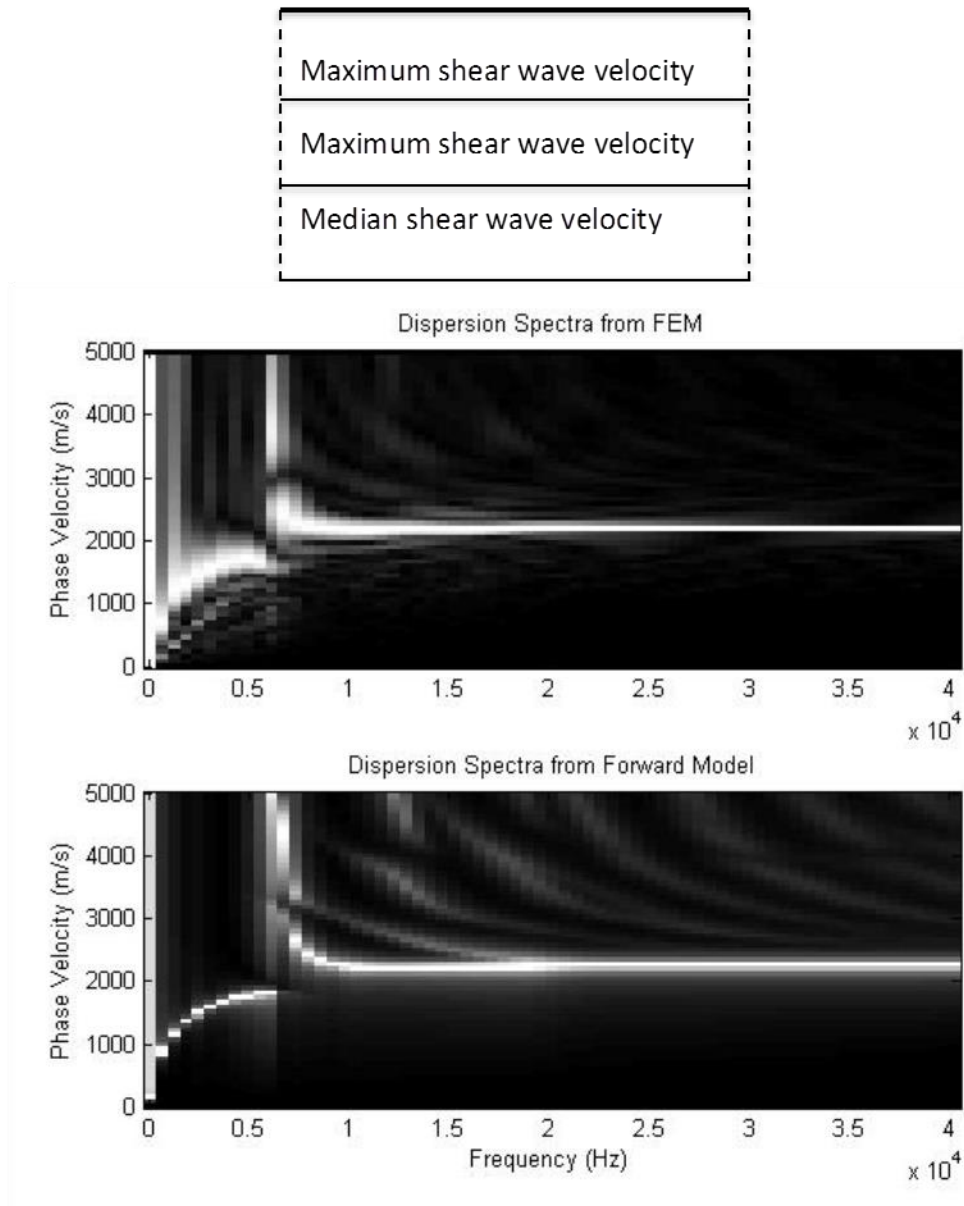 Maximum shear wave velocity
Maximum shear wave velocity
Median shear wave velocity
Dispersion Spectra from FEM
Phase Velocity (m/s)
5000
4000
3000
2000
1000
0
0 0.5 1 1.5 2 2.5 3 3.5 4
x 10^4
Dispersion Spectra from Forward Model
Phase Velocity (m/s)
5000
4000
3000
2000
1000
0
0 0.5 1 1.5 2 2.5 3 3.5 4
Frequency (Hz)
x 10^4